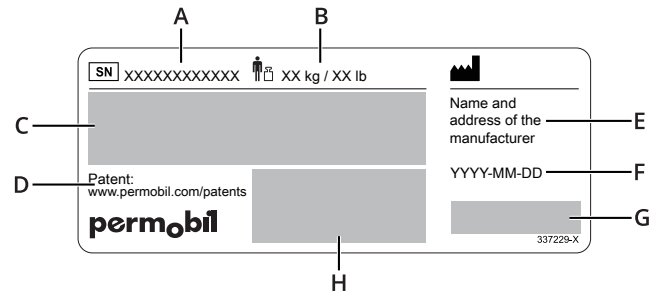 A
B
SN XXXXXXXXXXXX XX kg / XX lb
C
Name and
address of the
manufacturer
E
D
Patent:
www.permobil.com/patents
YYYY-MM-DD
F
permobil
G
337229-X
H